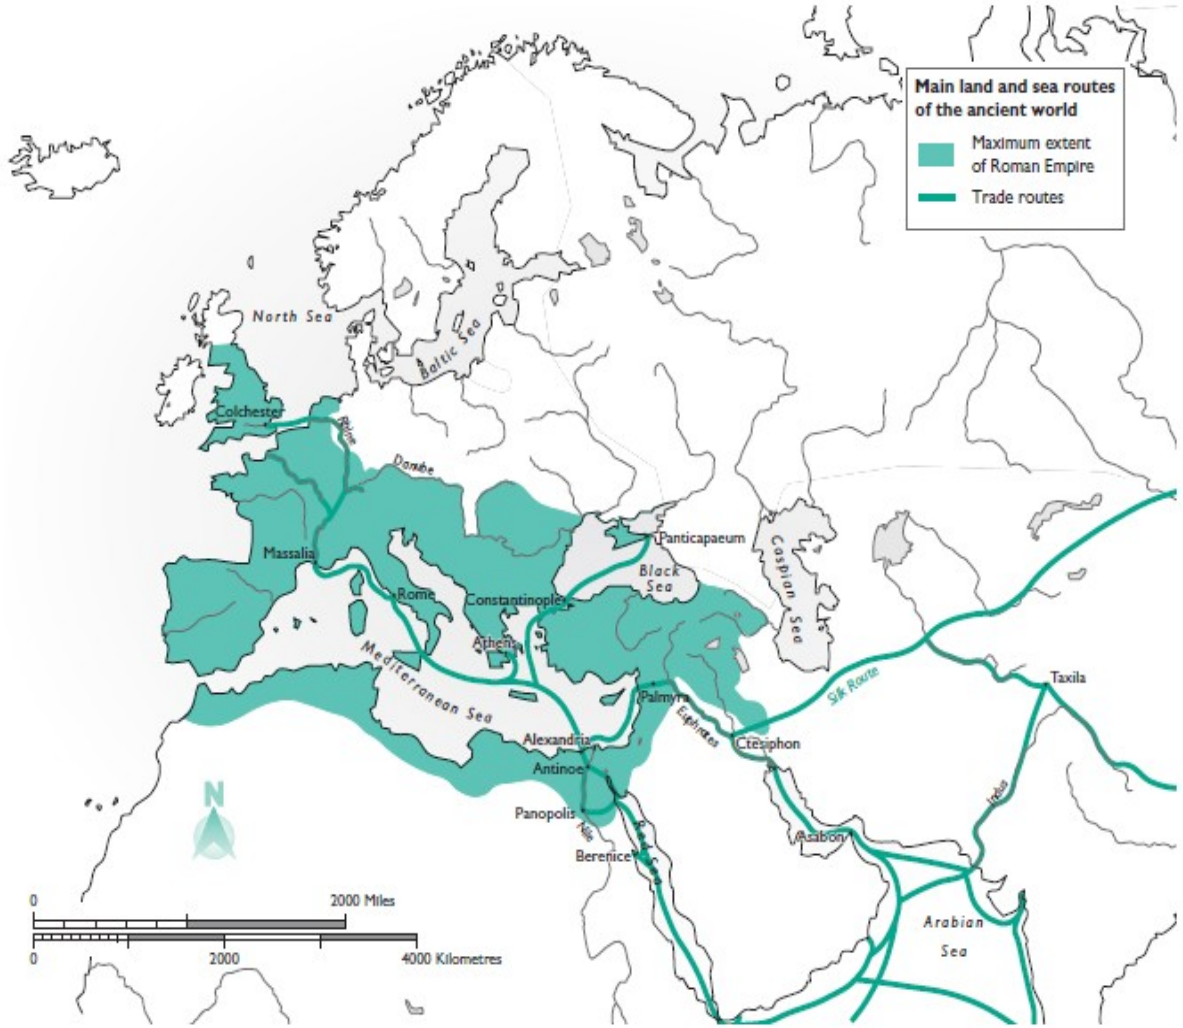 Main land and sea routes
of the ancient world
Maximum extent
of Roman Empire
Trade routes
North Sea
Baltic Sea
Colchester
Rhine
Danube
Massalia
Panticapaeum
Black
Sea
Caspian Sea
Rome
Constantinople
Athens
Mediterranean Sea
Silk Route
Taxila
Palmyra
Euphrates
Alexandria
Ctesiphon
Antinoe
N
Panopolis
Nile
Indus
Asabon
Red Sea
Berenice
0
2000 Miles
Arabian
Sea
0
2000
4000 Kilometres